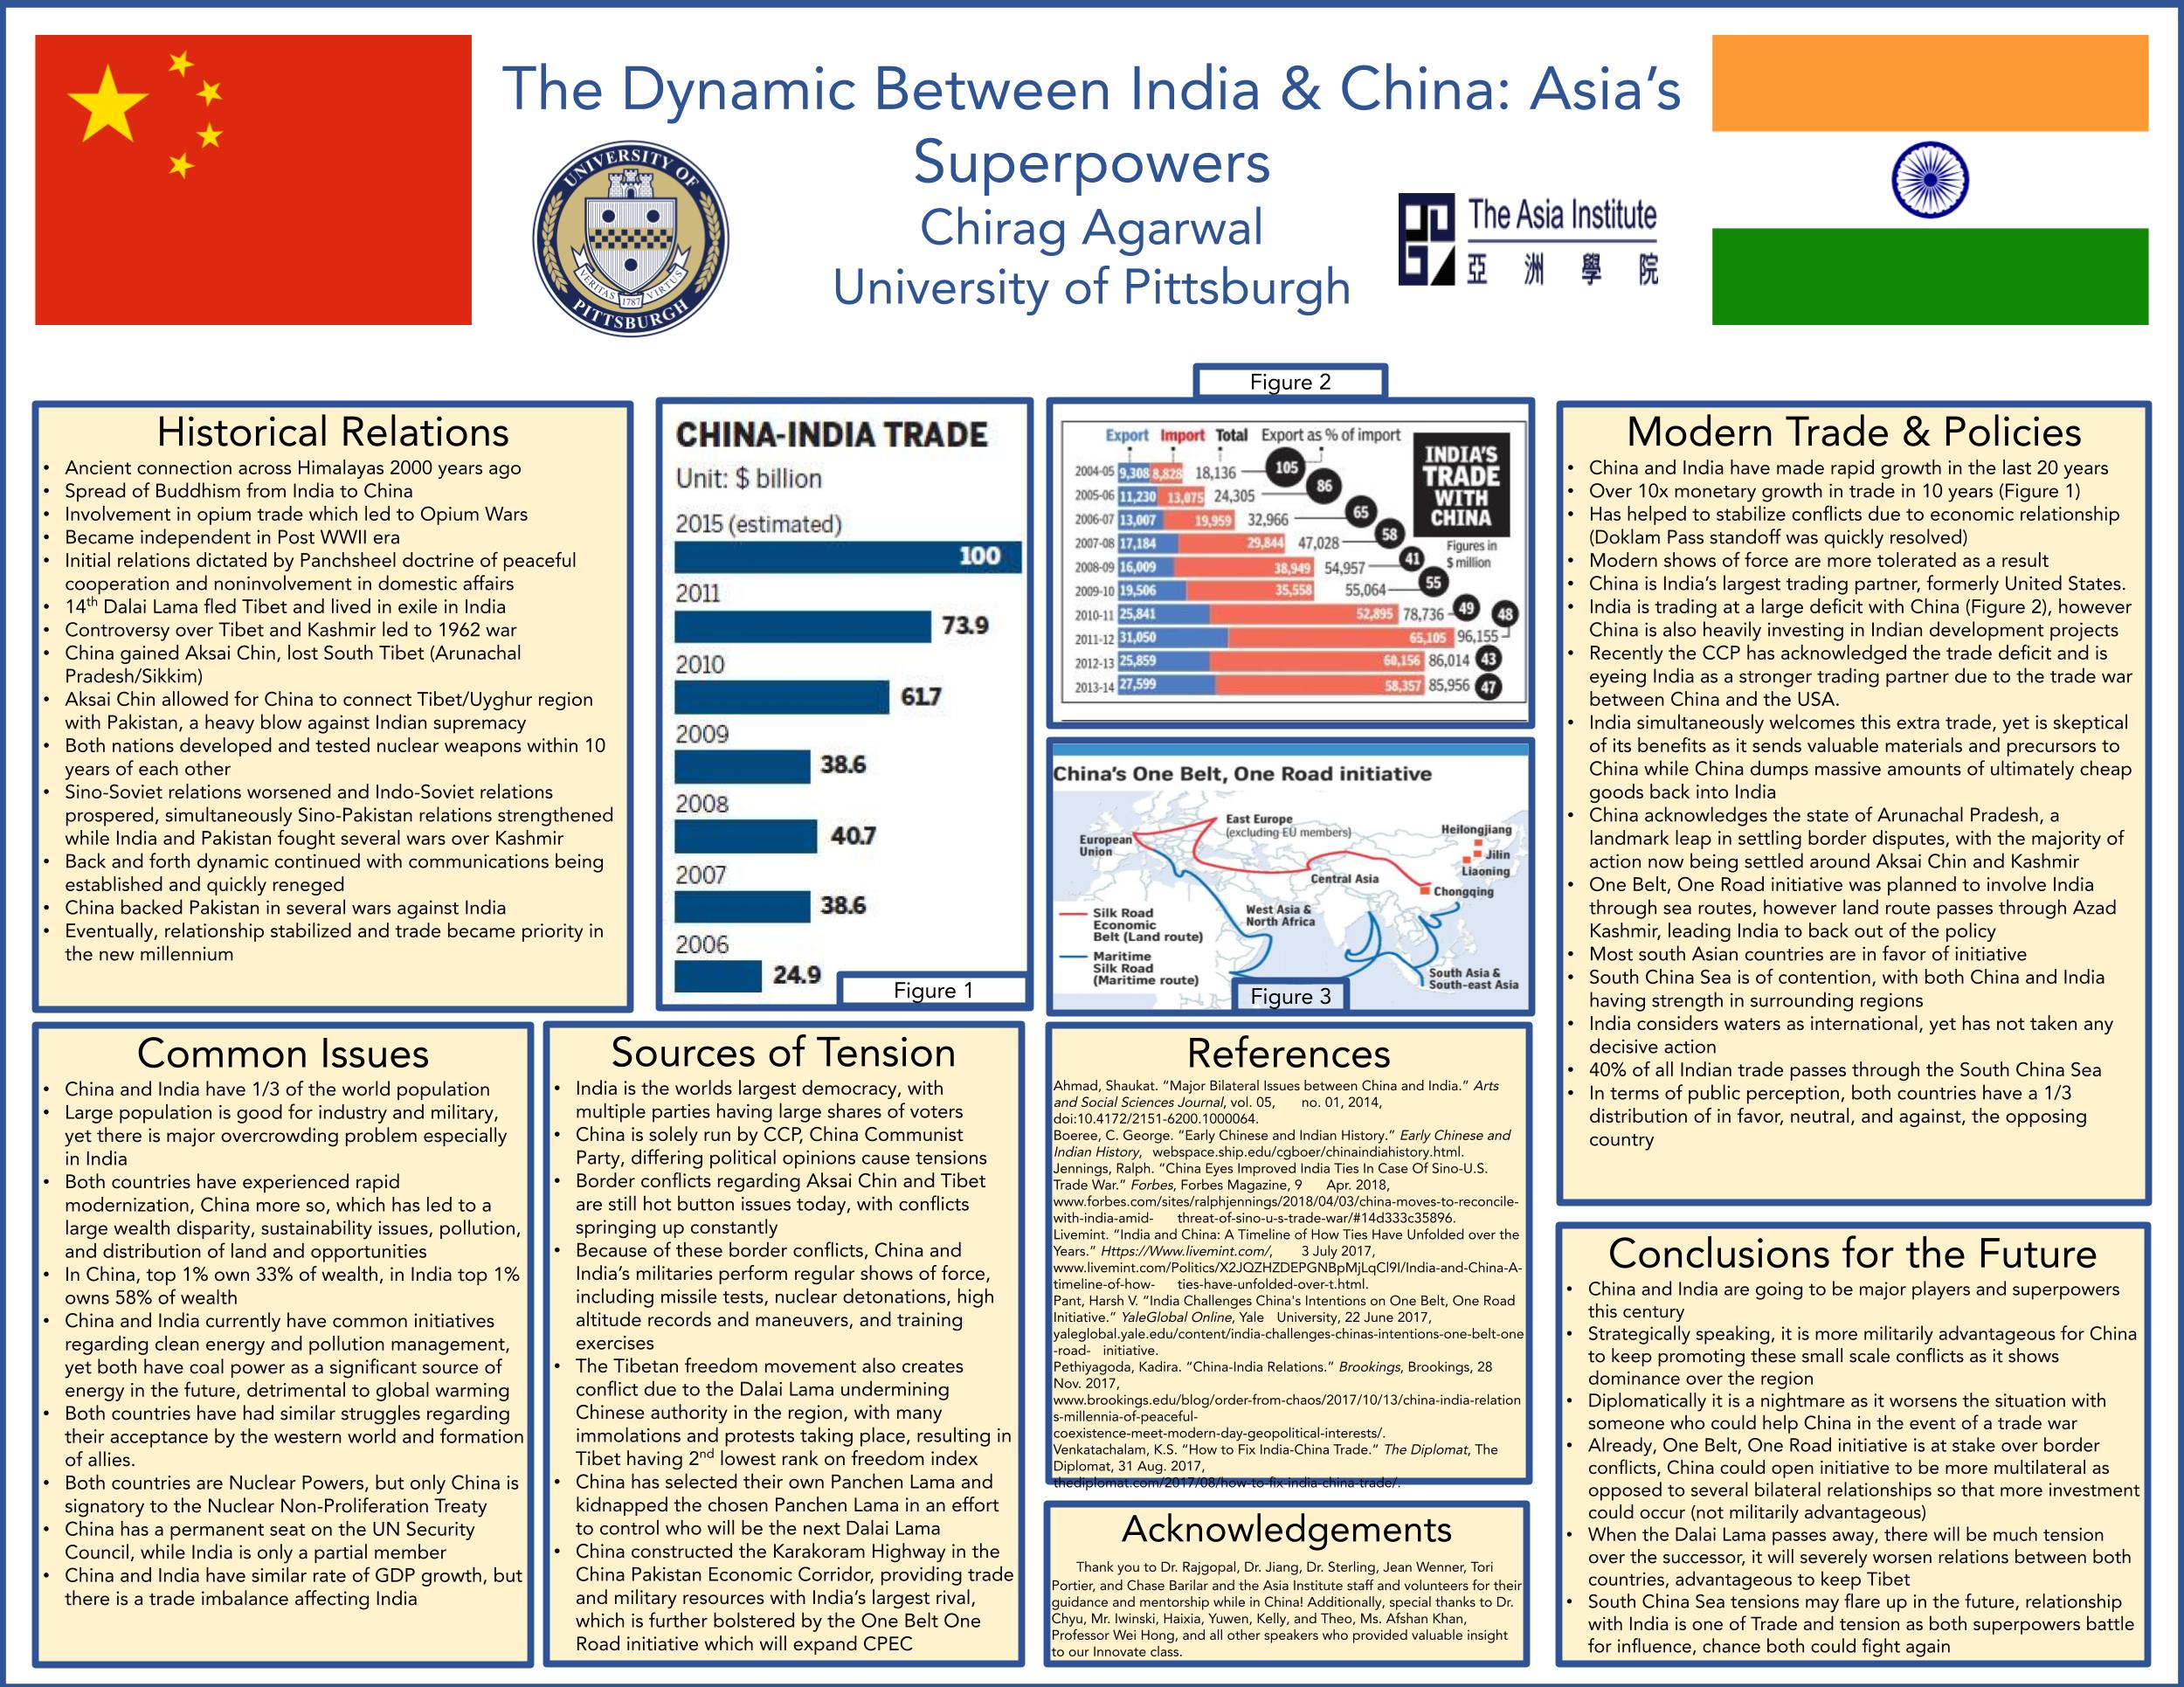 The Dynamic Between India & China: Asia's
Superpowers
Chirag Agarwal
University of Pittsburgh
UNIVERSITY OF
PITTSBURGH
VERITAS VIRTUS
1787
The Asia Institute
亞 洲 學 院
Historical Relations
• Ancient connection across Himalayas 2000 years ago
• Spread of Buddhism from India to China
• Involvement in opium trade which led to Opium Wars
• Became independent in Post WWII era
• Initial relations dictated by Panchsheel doctrine of peaceful
cooperation and noninvolvement in domestic affairs
• 14th Dalai Lama fled Tibet and lived in exile in India
• Controversy over Tibet and Kashmir led to 1962 war
• China gained Aksai Chin, lost South Tibet (Arunachal
Pradesh/Sikkim)
• Aksai Chin allowed for China to connect Tibet/Uyghur region
with Pakistan, a heavy blow against Indian supremacy
• Both nations developed and tested nuclear weapons within 10
years of each other
• Sino-Soviet relations worsened and Indo-Soviet relations
prospered, simultaneously Sino-Pakistan relations strengthened
while India and Pakistan fought several wars over Kashmir
• Back and forth dynamic continued with communications being
established and quickly reneged
• China backed Pakistan in several wars against India
• Eventually, relationship stabilized and trade became priority in
the new millennium
CHINA-INDIA TRADE
Unit: $ billion
2015 (estimated)
100
2011
73.9
2010
61.7
2009
38.6
2008
40.7
2007
38.6
2006
24.9
Figure 1
Figure 2
Export Import Total Export as % of import
INDIA'S
TRADE
WITH
CHINA
Figures in
$ million
2004-05 9,308 8,828 18,136 105
2005-06 11,230 13,075 24,305 86
2006-07 13,007 19,959 32,966 65
2007-08 17,184 29,844 47,028 58
2008-09 16,009 38,949 54,957 41
2009-10 19,506 35,558 55,064 55
2010-11 25,841 52,895 78,736 49
2011-12 31,050 65,105 96,155 48
2012-13 25,859 60,156 86,014 43
2013-14 27,599 58,357 85,956 47
China's One Belt, One Road initiative
East Europe
(excluding EU members)
European
Union
Heilongjiang
Jilin
Liaoning
Central Asia
Chongqing
West Asia &
North Africa
Silk Road
Economic
Belt (Land route)
Maritime
Silk Road
(Maritime route)
South Asia &
South-east Asia
Figure 3
Modern Trade & Policies
• China and India have made rapid growth in the last 20 years
• Over 10x monetary growth in trade in 10 years (Figure 1)
• Has helped to stabilize conflicts due to economic relationship
(Doklam Pass standoff was quickly resolved)
• Modern shows of force are more tolerated as a result
• China is India's largest trading partner, formerly United States.
• India is trading at a large deficit with China (Figure 2), however
China is also heavily investing in Indian development projects
• Recently the CCP has acknowledged the trade deficit and is
eyeing India as a stronger trading partner due to the trade war
between China and the USA.
• India simultaneously welcomes this extra trade, yet is skeptical
of its benefits as it sends valuable materials and precursors to
China while China dumps massive amounts of ultimately cheap
goods back into India
• China acknowledges the state of Arunachal Pradesh, a
landmark leap in settling border disputes, with the majority of
action now being settled around Aksai Chin and Kashmir
• One Belt, One Road initiative was planned to involve India
through sea routes, however land route passes through Azad
Kashmir, leading India to back out of the policy
• Most south Asian countries are in favor of initiative
• South China Sea is of contention, with both China and India
having strength in surrounding regions
• India considers waters as international, yet has not taken any
decisive action
• 40% of all Indian trade passes through the South China Sea
• In terms of public perception, both countries have a 1/3
distribution of in favor, neutral, and against, the opposing
country
Common Issues
• China and India have 1/3 of the world population
• Large population is good for industry and military,
yet there is major overcrowding problem especially
in India
• Both countries have experienced rapid
modernization, China more so, which has led to a
large wealth disparity, sustainability issues, pollution,
and distribution of land and opportunities
• In China, top 1% own 33% of wealth, in India top 1%
owns 58% of wealth
• China and India currently have common initiatives
regarding clean energy and pollution management,
yet both have coal power as a significant source of
energy in the future, detrimental to global warming
• Both countries have had similar struggles regarding
their acceptance by the western world and formation
of allies.
• Both countries are Nuclear Powers, but only China is
signatory to the Nuclear Non-Proliferation Treaty
• China has a permanent seat on the UN Security
Council, while India is only a partial member
• China and India have similar rate of GDP growth, but
there is a trade imbalance affecting India
Sources of Tension
• India is the worlds largest democracy, with
multiple parties having large shares of voters
• China is solely run by CCP, China Communist
Party, differing political opinions cause tensions
• Border conflicts regarding Aksai Chin and Tibet
are still hot button issues today, with conflicts
springing up constantly
• Because of these border conflicts, China and
India's militaries perform regular shows of force,
including missile tests, nuclear detonations, high
altitude records and maneuvers, and training
exercises
• The Tibetan freedom movement also creates
conflict due to the Dalai Lama undermining
Chinese authority in the region, with many
immolations and protests taking place, resulting in
Tibet having 2nd lowest rank on freedom index
• China has selected their own Panchen Lama and
kidnapped the chosen Panchen Lama in an effort
to control who will be the next Dalai Lama
• China constructed the Karakoram Highway in the
China Pakistan Economic Corridor, providing trade
and military resources with India's largest rival,
which is further bolstered by the One Belt One
Road initiative which will expand CPEC
References
Ahmad, Shaukat. "Major Bilateral Issues between China and India." Arts
and Social Sciences Journal, vol. 05, no. 01, 2014,
doi:10.4172/2151-6200.1000064.
Boeree, C. George. "Early Chinese and Indian History." Early Chinese and
Indian History, webspace.ship.edu/cgboer/chinaindiahistory.html.
Jennings, Ralph. "China Eyes Improved India Ties In Case Of Sino-U.S.
Trade War." Forbes, Forbes Magazine, 9 Apr. 2018,
www.forbes.com/sites/ralphjennings/2018/04/03/china-moves-to-reconcile-
with-india-amid- threat-of-sino-u-s-trade-war/#14d333c35896.
Livemint. "India and China: A Timeline of How Ties Have Unfolded over the
Years." Https://Www.livemint.com/, 3 July 2017,
www.livemint.com/Politics/X2JQZHZDEPGNBpMjLqCl9I/India-and-China-A-
timeline-of-how- ties-have-unfolded-over-t.html.
Pant, Harsh V. "India Challenges China's Intentions on One Belt, One Road
Initiative." YaleGlobal Online, Yale University, 22 June 2017,
yaleglobal.yale.edu/content/india-challenges-chinas-intentions-one-belt-one
-road- initiative.
Pethiyagoda, Kadira. "China-India Relations." Brookings, Brookings, 28
Nov. 2017,
www.brookings.edu/blog/order-from-chaos/2017/10/13/china-india-relation
s-millennia-of-peaceful-
coexistence-meet-modern-day-geopolitical-interests/.
Venkatachalam, K.S. "How to Fix India-China Trade." The Diplomat, The
Diplomat, 31 Aug. 2017,
thediplomat.com/2017/08/how-to-fix-india-china-trade/.
Acknowledgements
Thank you to Dr. Rajgopal, Dr. Jiang, Dr. Sterling, Jean Wenner, Tori
Portier, and Chase Barilar and the Asia Institute staff and volunteers for their
guidance and mentorship while in China! Additionally, special thanks to Dr.
Chyu, Mr. Iwinski, Haixia, Yuwen, Kelly, and Theo, Ms. Afshan Khan,
Professor Wei Hong, and all other speakers who provided valuable insight
to our Innovate class.
Conclusions for the Future
• China and India are going to be major players and superpowers
this century
• Strategically speaking, it is more militarily advantageous for China
to keep promoting these small scale conflicts as it shows
dominance over the region
• Diplomatically it is a nightmare as it worsens the situation with
someone who could help China in the event of a trade war
• Already, One Belt, One Road initiative is at stake over border
conflicts, China could open initiative to be more multilateral as
opposed to several bilateral relationships so that more investment
could occur (not militarily advantageous)
• When the Dalai Lama passes away, there will be much tension
over the successor, it will severely worsen relations between both
countries, advantageous to keep Tibet
• South China Sea tensions may flare up in the future, relationship
with India is one of Trade and tension as both superpowers battle
for influence, chance both could fight again